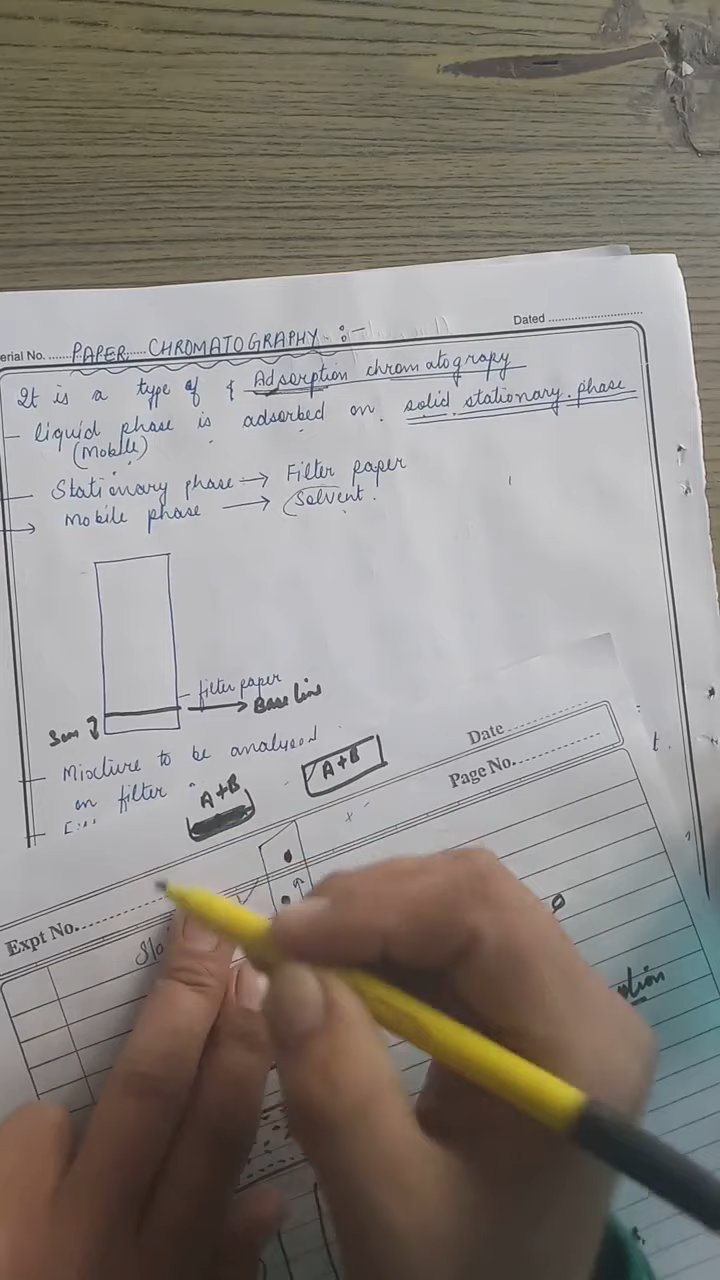 erial No. ......PAPER.....CHROMATOGRAPHY :-
Dated ..........................
It is a type of { Adsorption chromatograpy
- liquid phase is adsorbed on solid stationary phase
(Mobile)
- Stationary phase → Filter paper
→ Mobile phase → (Solvent.
filter paper
Base line
- Mixture to be analysed
on filter
A+B
A+B
Date
Page No.
Expt No.
t.